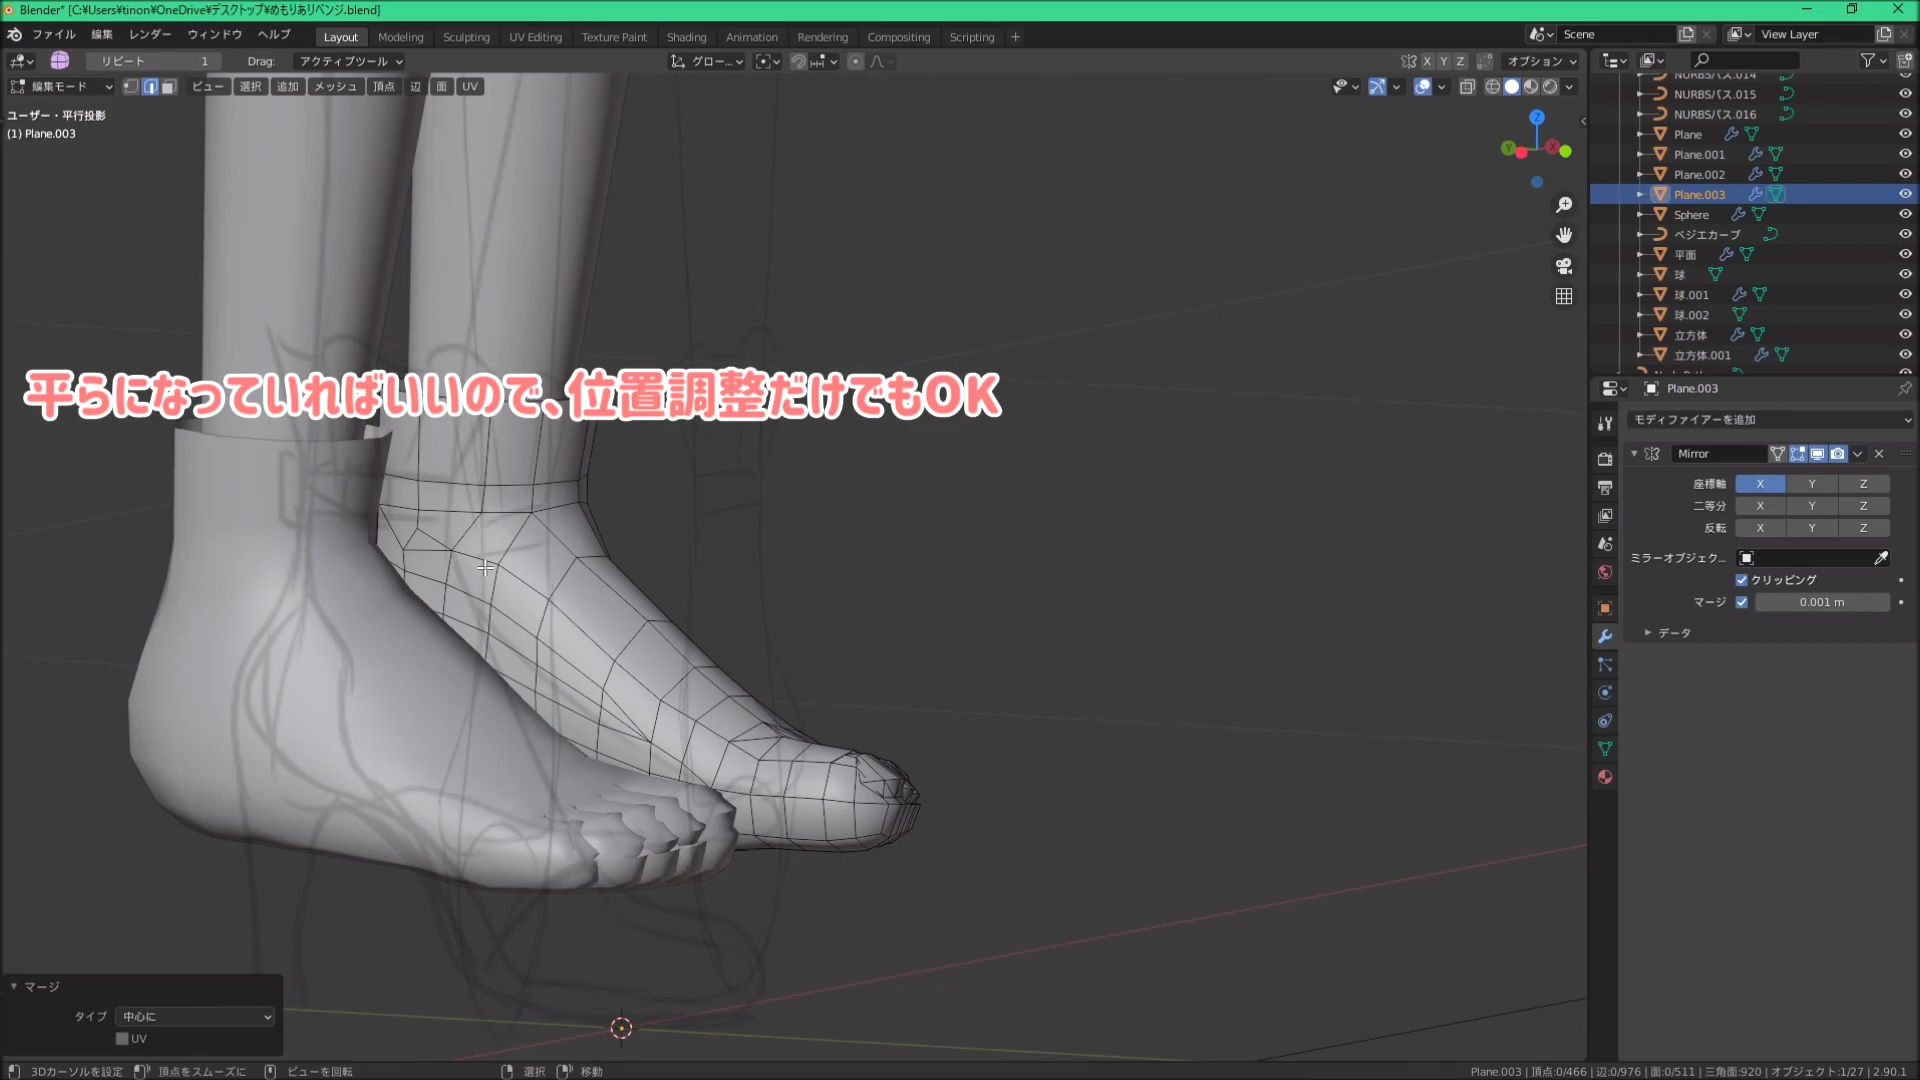 Blender* [C:¥Users¥tinon¥OneDrive¥デスクトップ¥めもりありベンジ.blend]
ファイル 編集 レンダー ウィンドウ ヘルプ Layout Modeling Sculpting UV Editing Texture Paint Shading Animation Rendering Compositing Scripting + Scene View Layer
リピート 1 Drag: アクティブツール グロー... X Y Z オプション
編集モード ビュー 選択 追加 メッシュ 頂点 辺 面 UV
ユーザー・平行投影
(1) Plane.003
Z
Y X
NURBSパス.014
NURBSパス.015
NURBSパス.016
Plane
Plane.001
Plane.002
Plane.003
Sphere
ベジエカーブ
平面
球
球.001
球.002
立方体
立方体.001
Plane.003
モディファイアーを追加
Mirror
座標軸 X Y Z
二等分 X Y Z
反転 X Y Z
ミラーオブジェク...
クリッピング
マージ 0.001 m
データ
平らになっていればいいので、位置調整だけでもOK
マージ
タイプ 中心に
UV
3Dカーソルを設定 頂点をスムーズに ビューを回転 選択 移動 Plane.003 | 頂点:0/466 | 辺:0/976 | 面:0/511 | 三角面:920 | オブジェクト:1/27 | 2.90.1